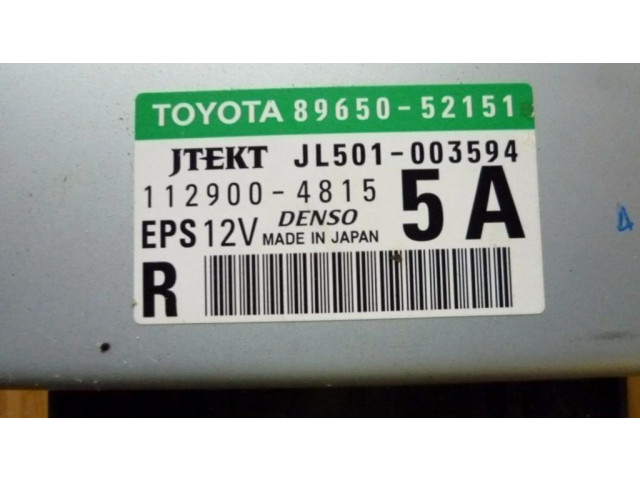 TOYOTA 89650-52151
JTEKT JL501-003594
112900-4815
5A
EPS 12V DENSO
MADE IN JAPAN
R